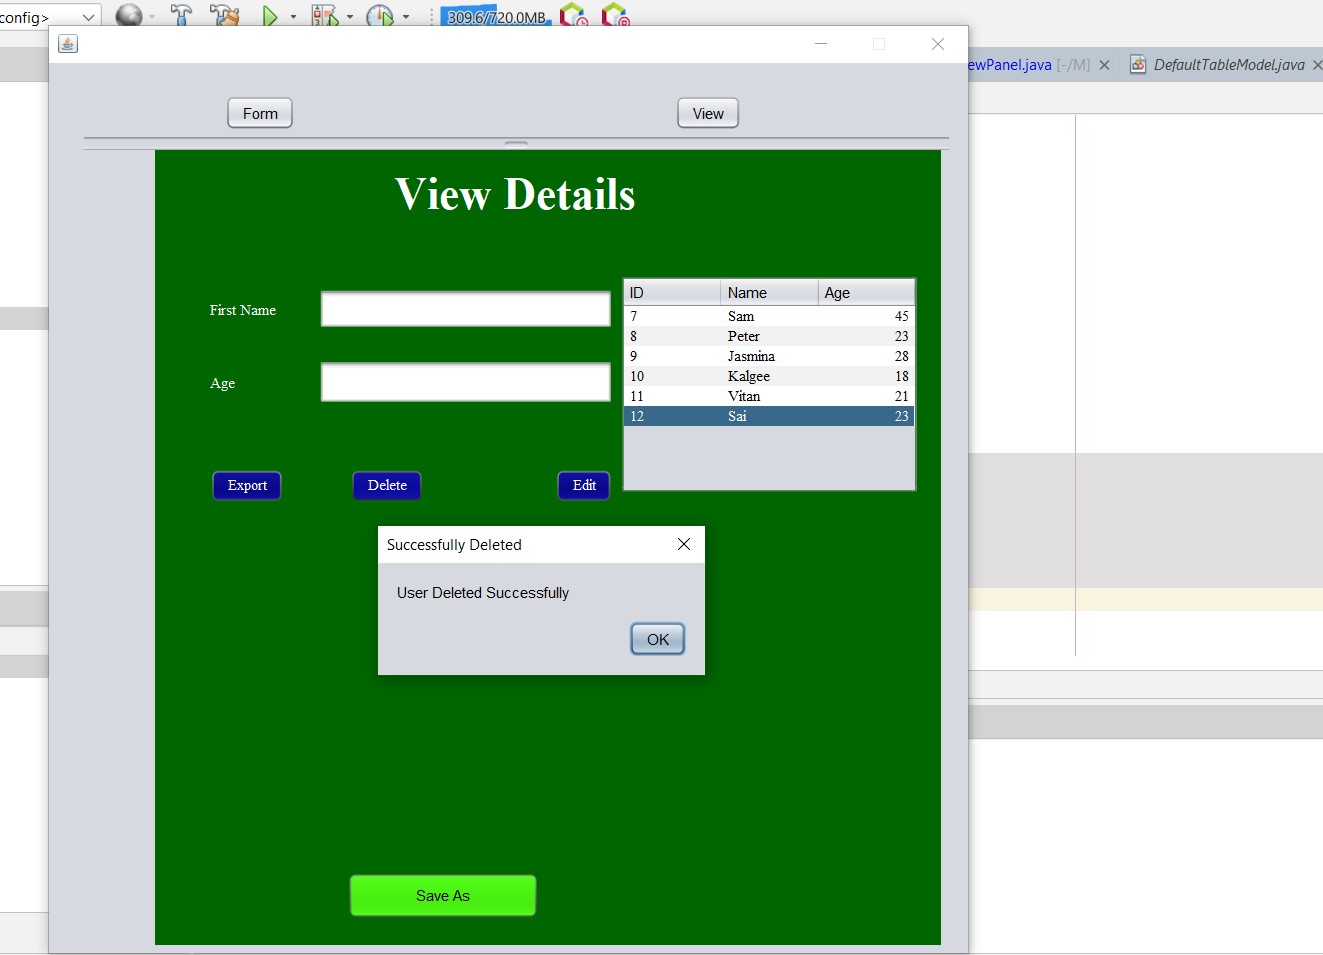 config>
309.6/720.0MB
ewPanel.java [-/M]
DefaultTableModel.java
Form
View
View Details
First Name
Age
ID Name Age
7 Sam 45
8 Peter 23
9 Jasmina 28
10 Kalgee 18
11 Vitan 21
12 Sai 23
Export
Delete
Edit
Successfully Deleted
User Deleted Successfully
OK
Save As